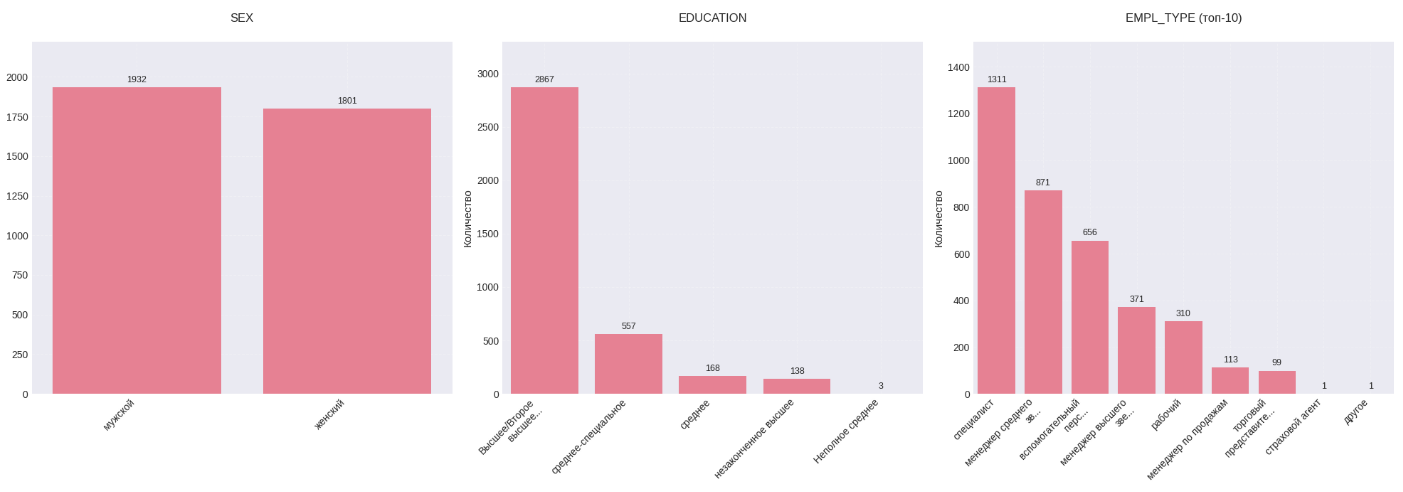 SEX
2000
1750
1500
1250
1000
750
500
250
0
1932
1801
мужской
женский
EDUCATION
Количество
3000
2500
2000
1500
1000
500
0
2867
557
168
138
3
Высшее/Второе
высшее...
среднее-специальное
среднее
незаконченное высшее
Неполное среднее
EMPL_TYPE (топ-10)
Количество
1400
1200
1000
800
600
400
200
0
1311
871
656
371
310
113
99
1
1
специалист
менеджер среднего
зв...
вспомогательный
перс...
менеджер высшего
зве...
рабочий
менеджер по продажам
торговый
представите...
страховой агент
другое